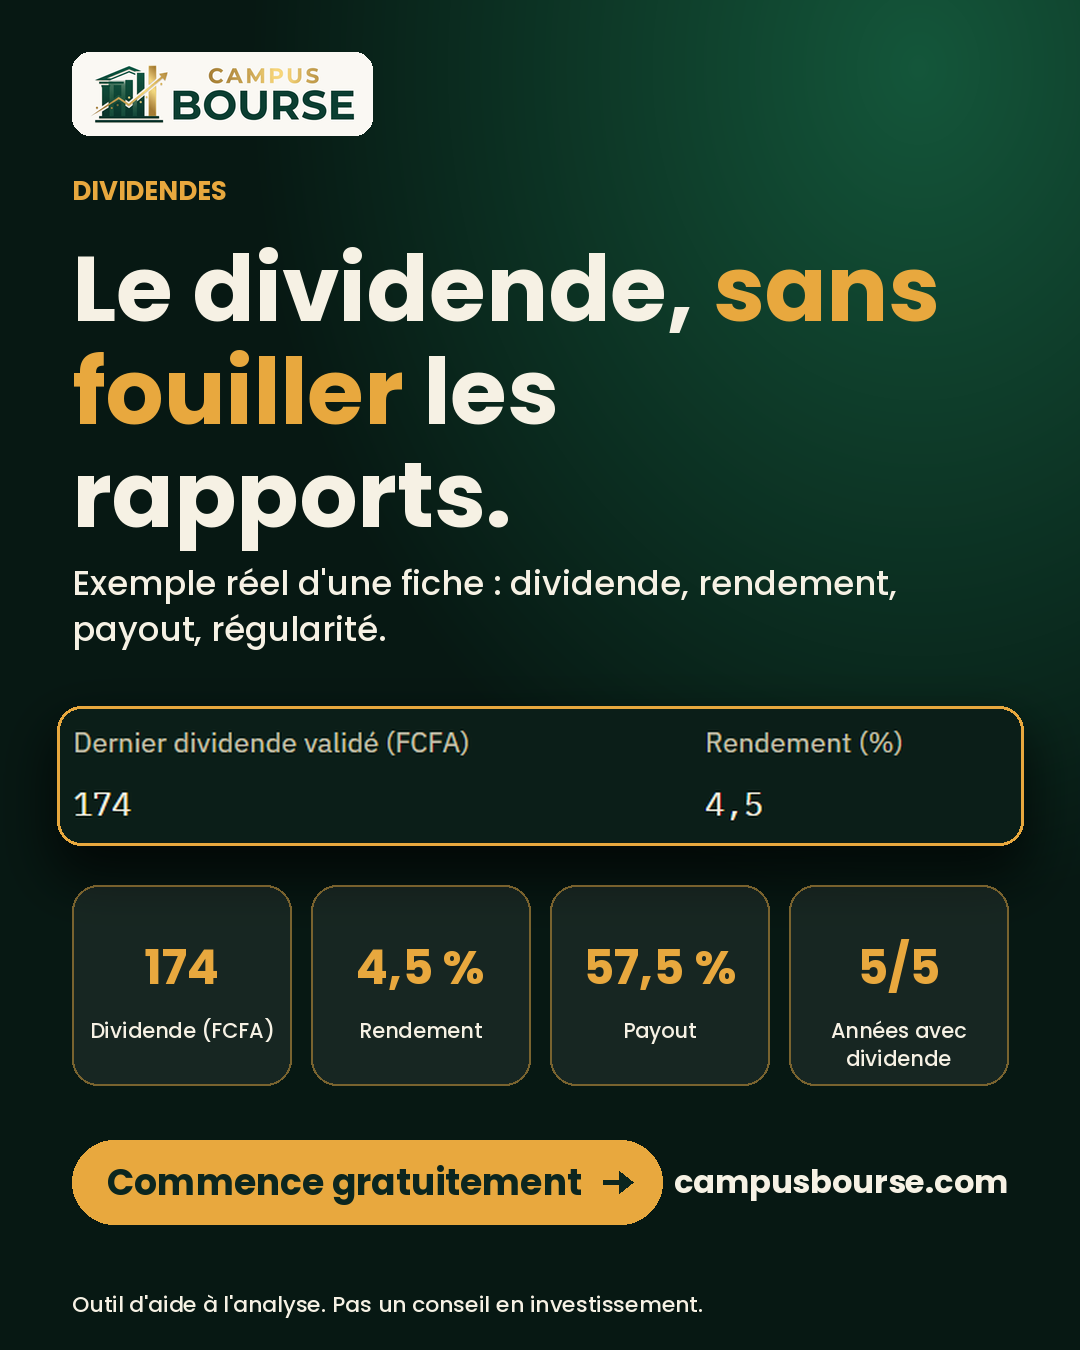 CAMPUS
BOURSE
DIVIDENDES
Le dividende, sans
fouiller les
rapports.
Exemple réel d'une fiche : dividende, rendement,
payout, régularité.
Dernier dividende validé (FCFA)
Rendement (%)
174
4,5
174
4,5 %
57,5 %
5/5
Dividende (FCFA)
Rendement
Payout
Années avec
dividende
Commence gratuitement →
campusbourse.com
Outil d'aide à l'analyse. Pas un conseil en investissement.